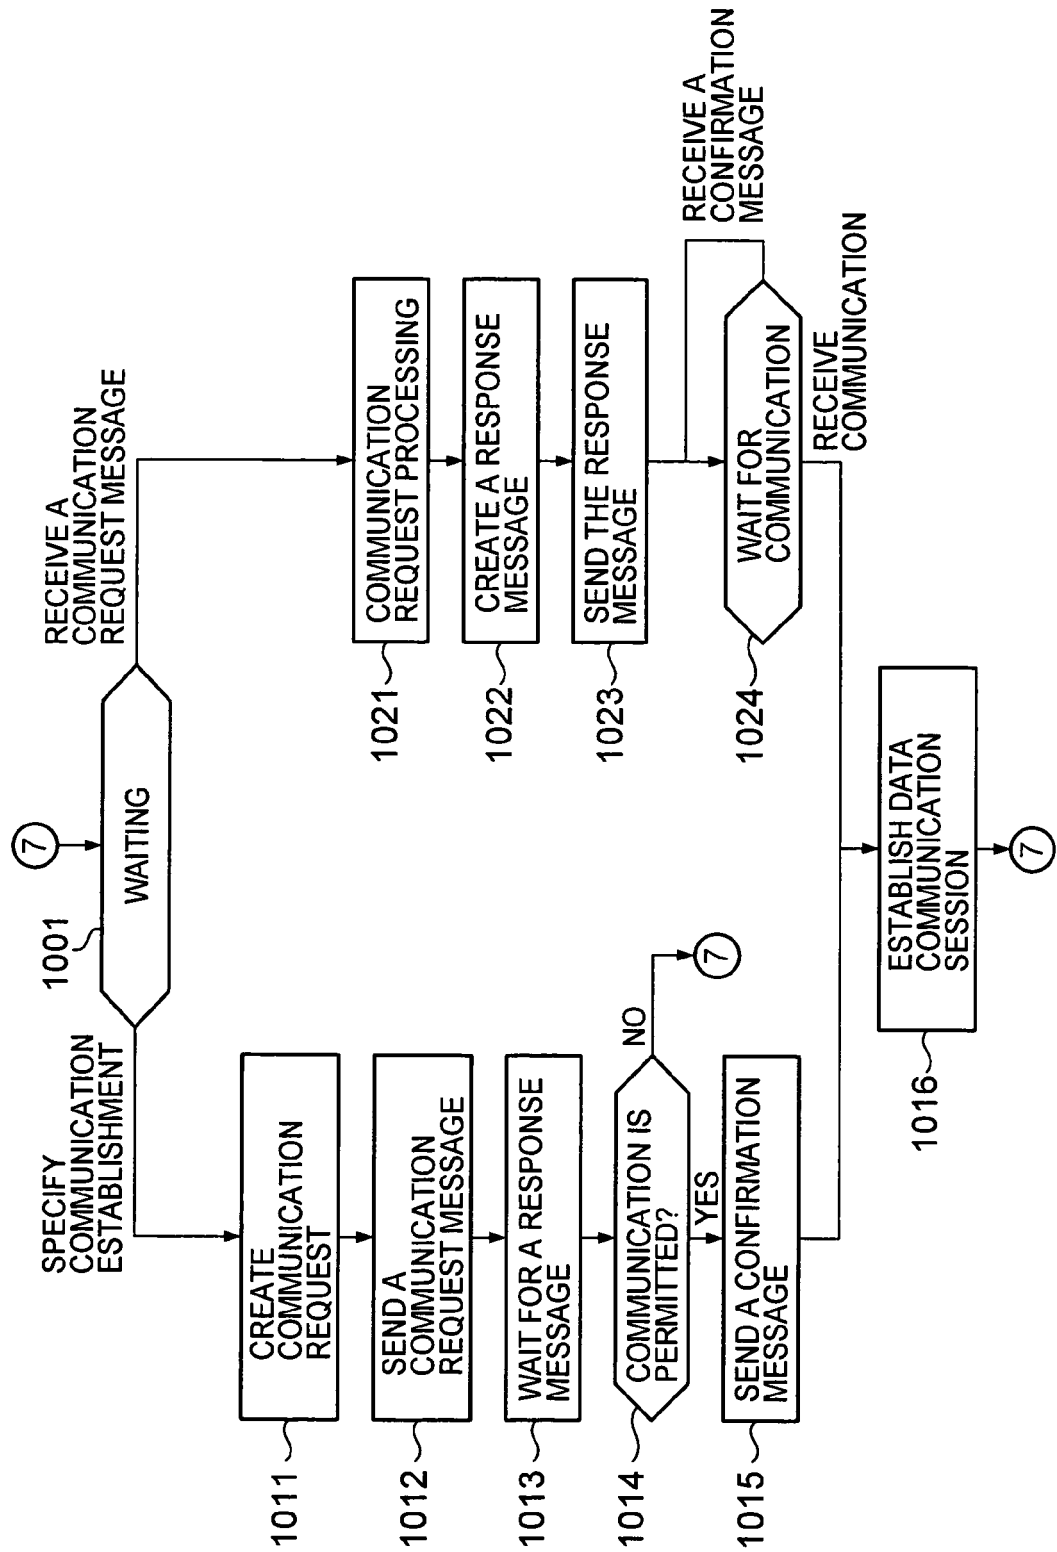 7
1001
WAITING
SPECIFY
COMMUNICATION
ESTABLISHMENT
RECEIVE A
COMMUNICATION
REQUEST MESSAGE
1011
CREATE
COMMUNICATION
REQUEST
1012
SEND A
COMMUNICATION
REQUEST MESSAGE
1013
WAIT FOR A RESPONSE
MESSAGE
1014
COMMUNICATION IS
PERMITTED?
NO
7
YES
1015
SEND A CONFIRMATION
MESSAGE
1021
COMMUNICATION
REQUEST PROCESSING
1022
CREATE A RESPONSE
MESSAGE
1023
SEND THE RESPONSE
MESSAGE
1024
WAIT FOR
COMMUNICATION
RECEIVE A
CONFIRMATION
MESSAGE
RECEIVE
COMMUNICATION
1016
ESTABLISH DATA
COMMUNICATION
SESSION
7